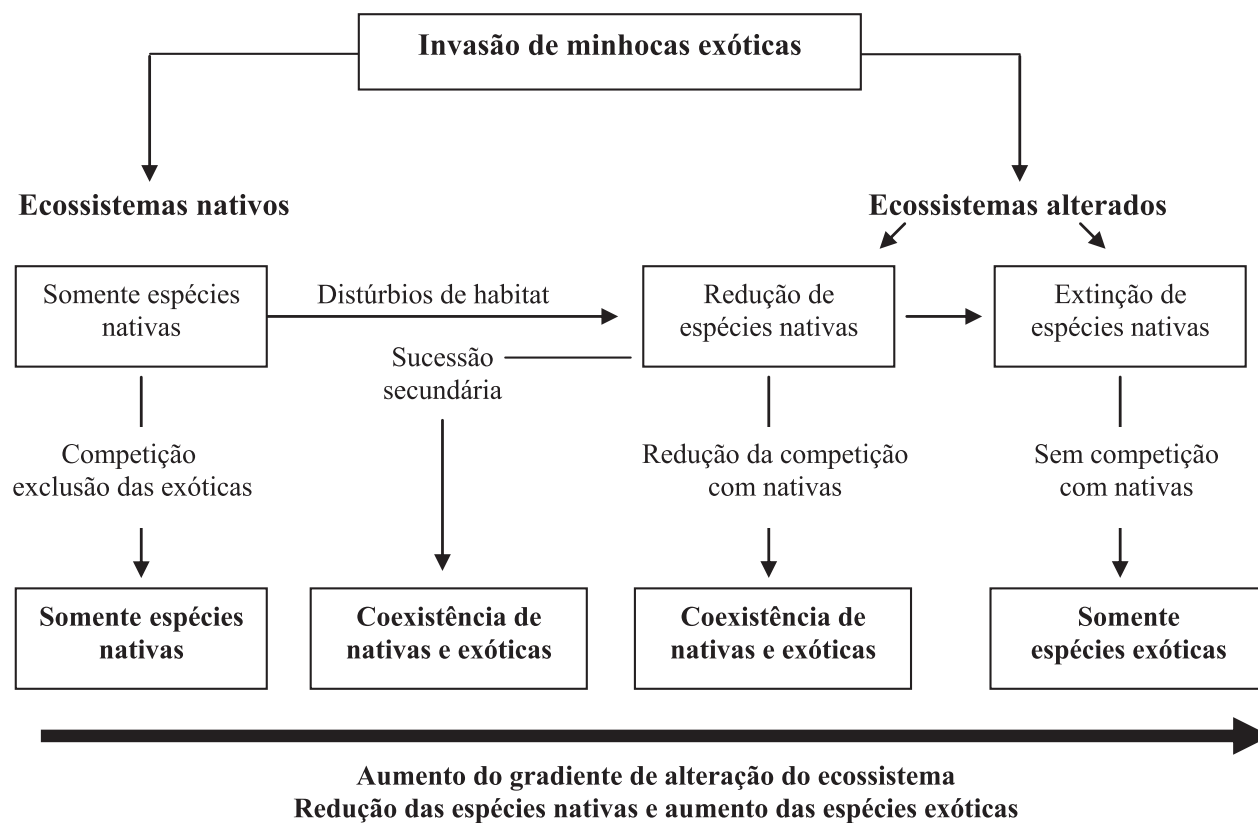 Invasão de minhocas exóticas
Ecossistemas nativos
Ecossistemas alterados
Somente espécies
nativas
Distúrbios de habitat
Redução de
espécies nativas
Extinção de
espécies nativas
Sucessão
secundária
Competição
exclusão das exóticas
Redução da competição
com nativas
Sem competição
com nativas
Somente espécies
nativas
Coexistência de
nativas e exóticas
Coexistência de
nativas e exóticas
Somente
espécies exóticas
Aumento do gradiente de alteração do ecossistema
Redução das espécies nativas e aumento das espécies exóticas